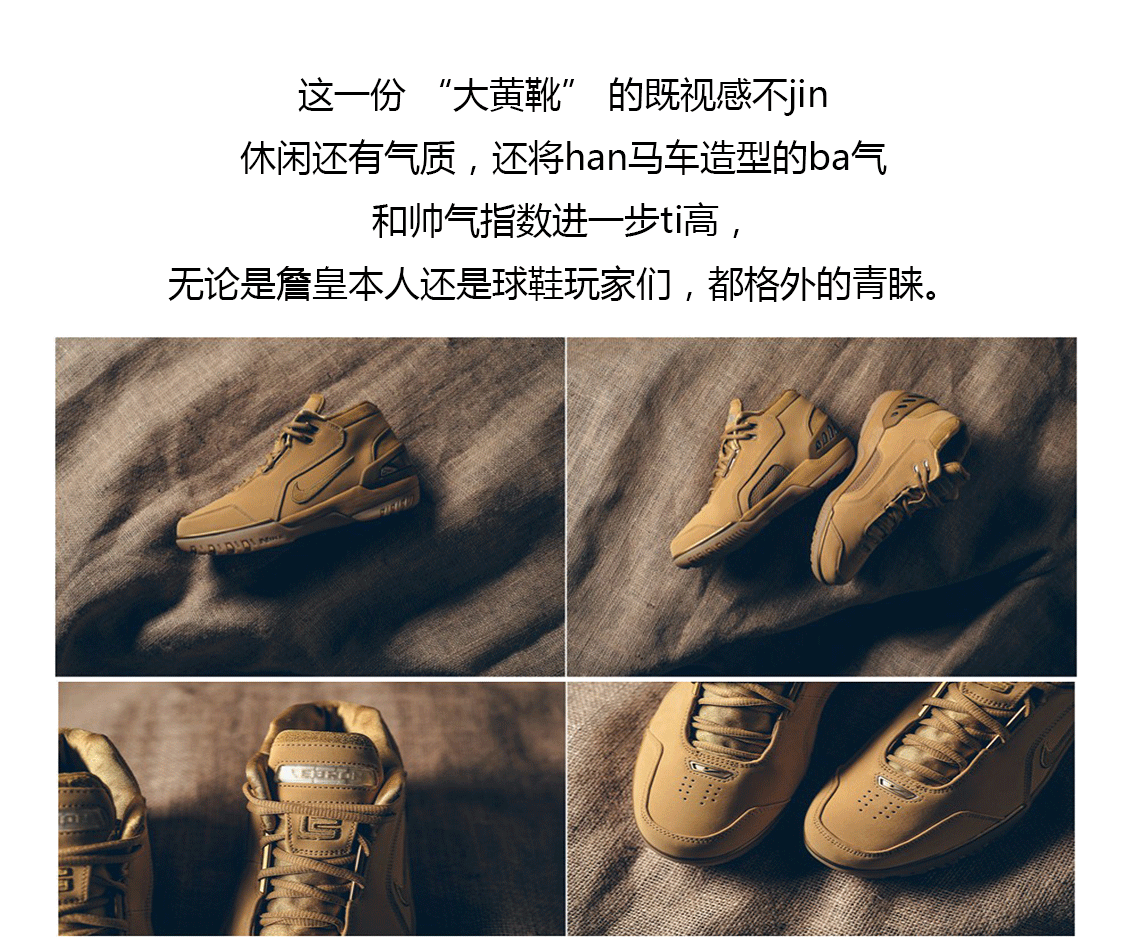 这一份 “大黄靴” 的既视感不jin
休闲还有气质，还将han马车造型的ba气
和帅气指数进一步ti高，
无论是詹皇本人还是球鞋玩家们，都格外的青睐。
LEBRON